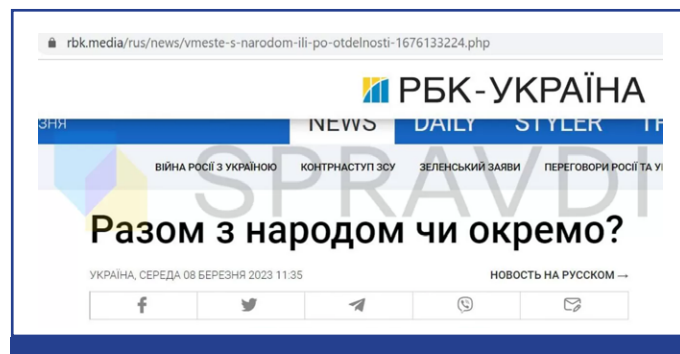 rbk.media/rus/news/vmeste-s-narodom-ili-po-otdelnosti-1676133224.php
РБК-УКРАЇНА
ЗНЯ NEWS DAILY STYLER
ВІЙНА РОСІЇ З УКРАЇНОЮ КОНТРНАСТУП ЗСУ ЗЕЛЕНСЬКИЙ ЗАЯВИ ПЕРЕГОВОРИ РОСІЇ ТА
SPRAVDI
Разом з народом чи окремо?
УКРАЇНА, СЕРЕДА 08 БЕРЕЗНЯ 2023 11:35 НОВОСТЬ НА РУССКОМ →